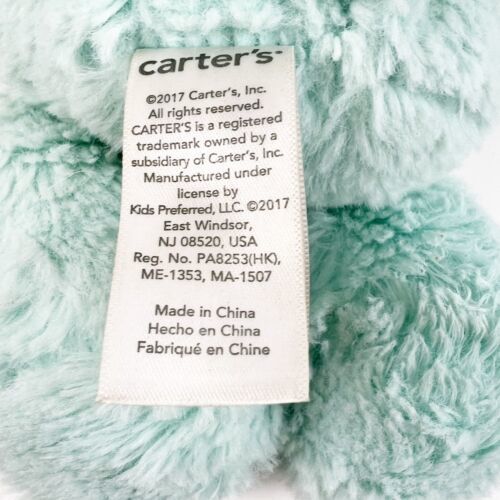 carter's
©2017 Carter's, Inc.
All rights reserved.
CARTER'S is a registered
trademark owned by a
subsidiary of Carter's, Inc.
Manufactured under
license by
Kids Preferred, LLC. ©2017
East Windsor,
NJ 08520, USA
Reg. No. PA8253(HK),
ME-1353, MA-1507
Made in China
Hecho en China
Fabriqué en Chine